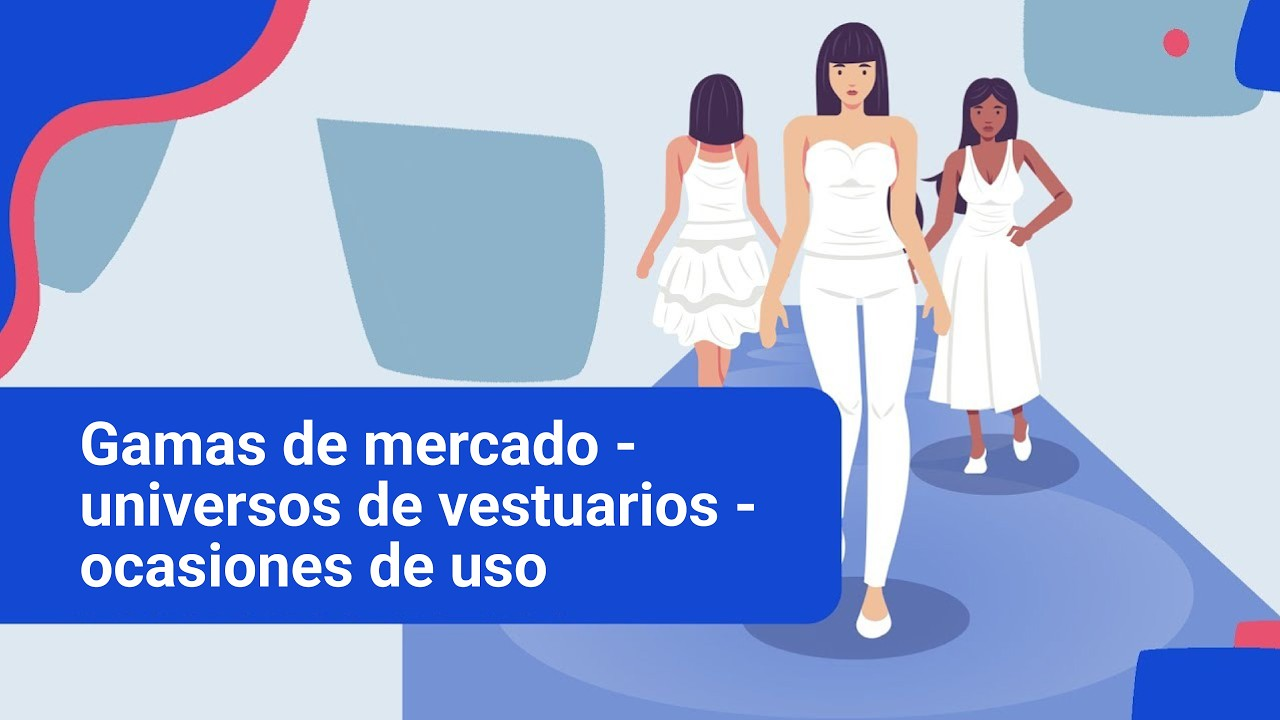 Gamas de mercado -
universos de vestuarios -
ocasiones de uso